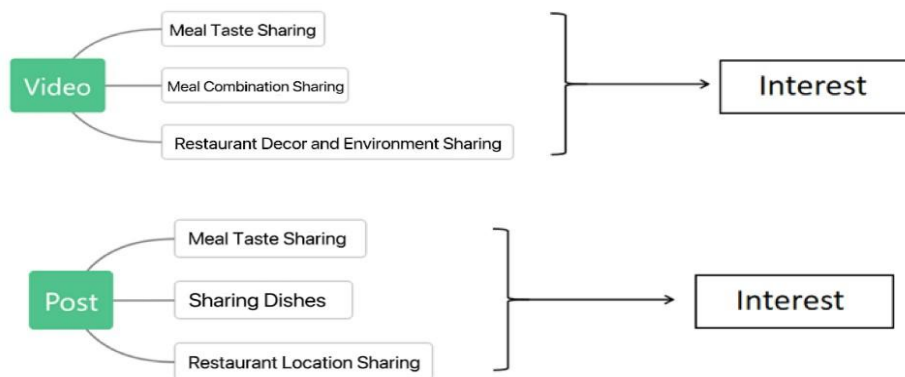 Meal Taste Sharing
Video
Meal Combination Sharing
Interest
Restaurant Decor and Environment Sharing
Meal Taste Sharing
Post
Sharing Dishes
Interest
Restaurant Location Sharing